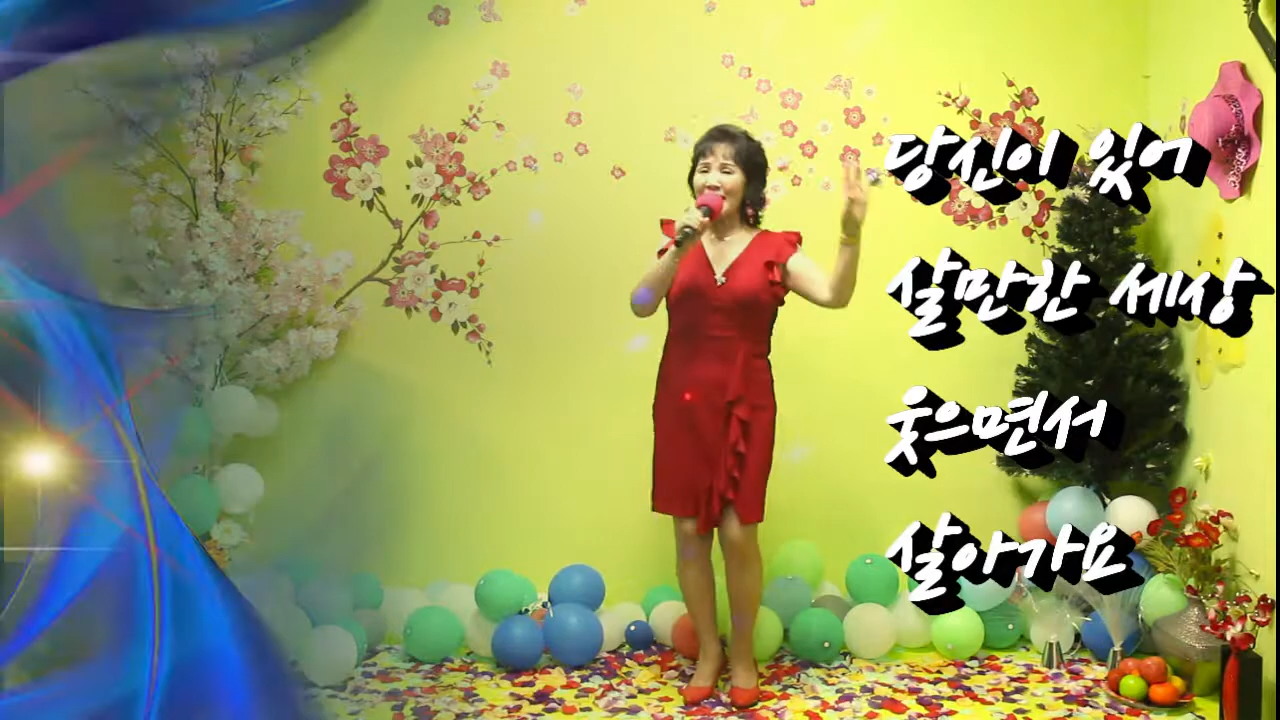 당신이 있어
살만한 세상
웃으면서
살아가요